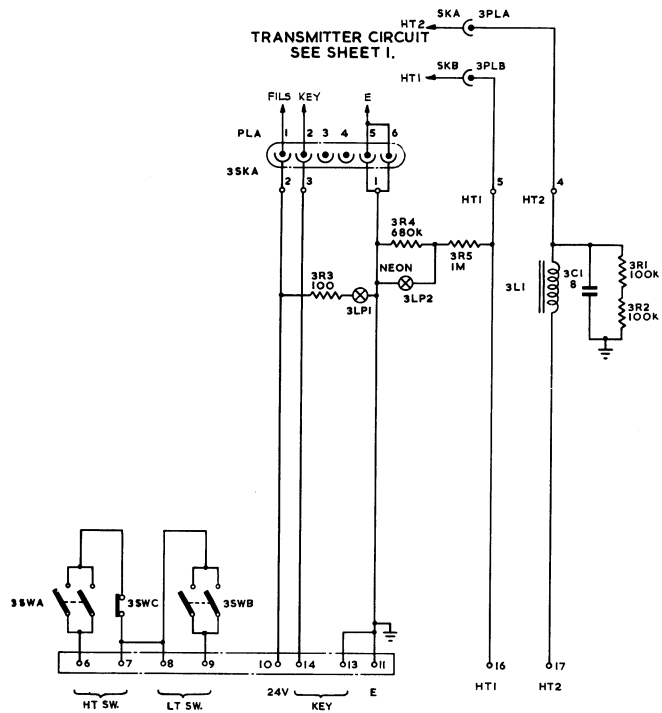 SKA 3PLA
HT2
TRANSMITTER CIRCUIT
SEE SHEET 1.
SKB 3PLB
HT1
FILS KEY E
PLA 1 2 3 4 5 6
3SKA
2 3 1
5 4
HT1 HT2
3R4
680K
3R5
1M
NEON
3LP2
3R3
100
3LP1
3L1
3C1
8
3R1
100K
3R2
100K
3SWA 3SWC 3SWB
6 7 8 9 10 14 13 11 16 17
HT SW. LT SW. 24V KEY E HT1 HT2